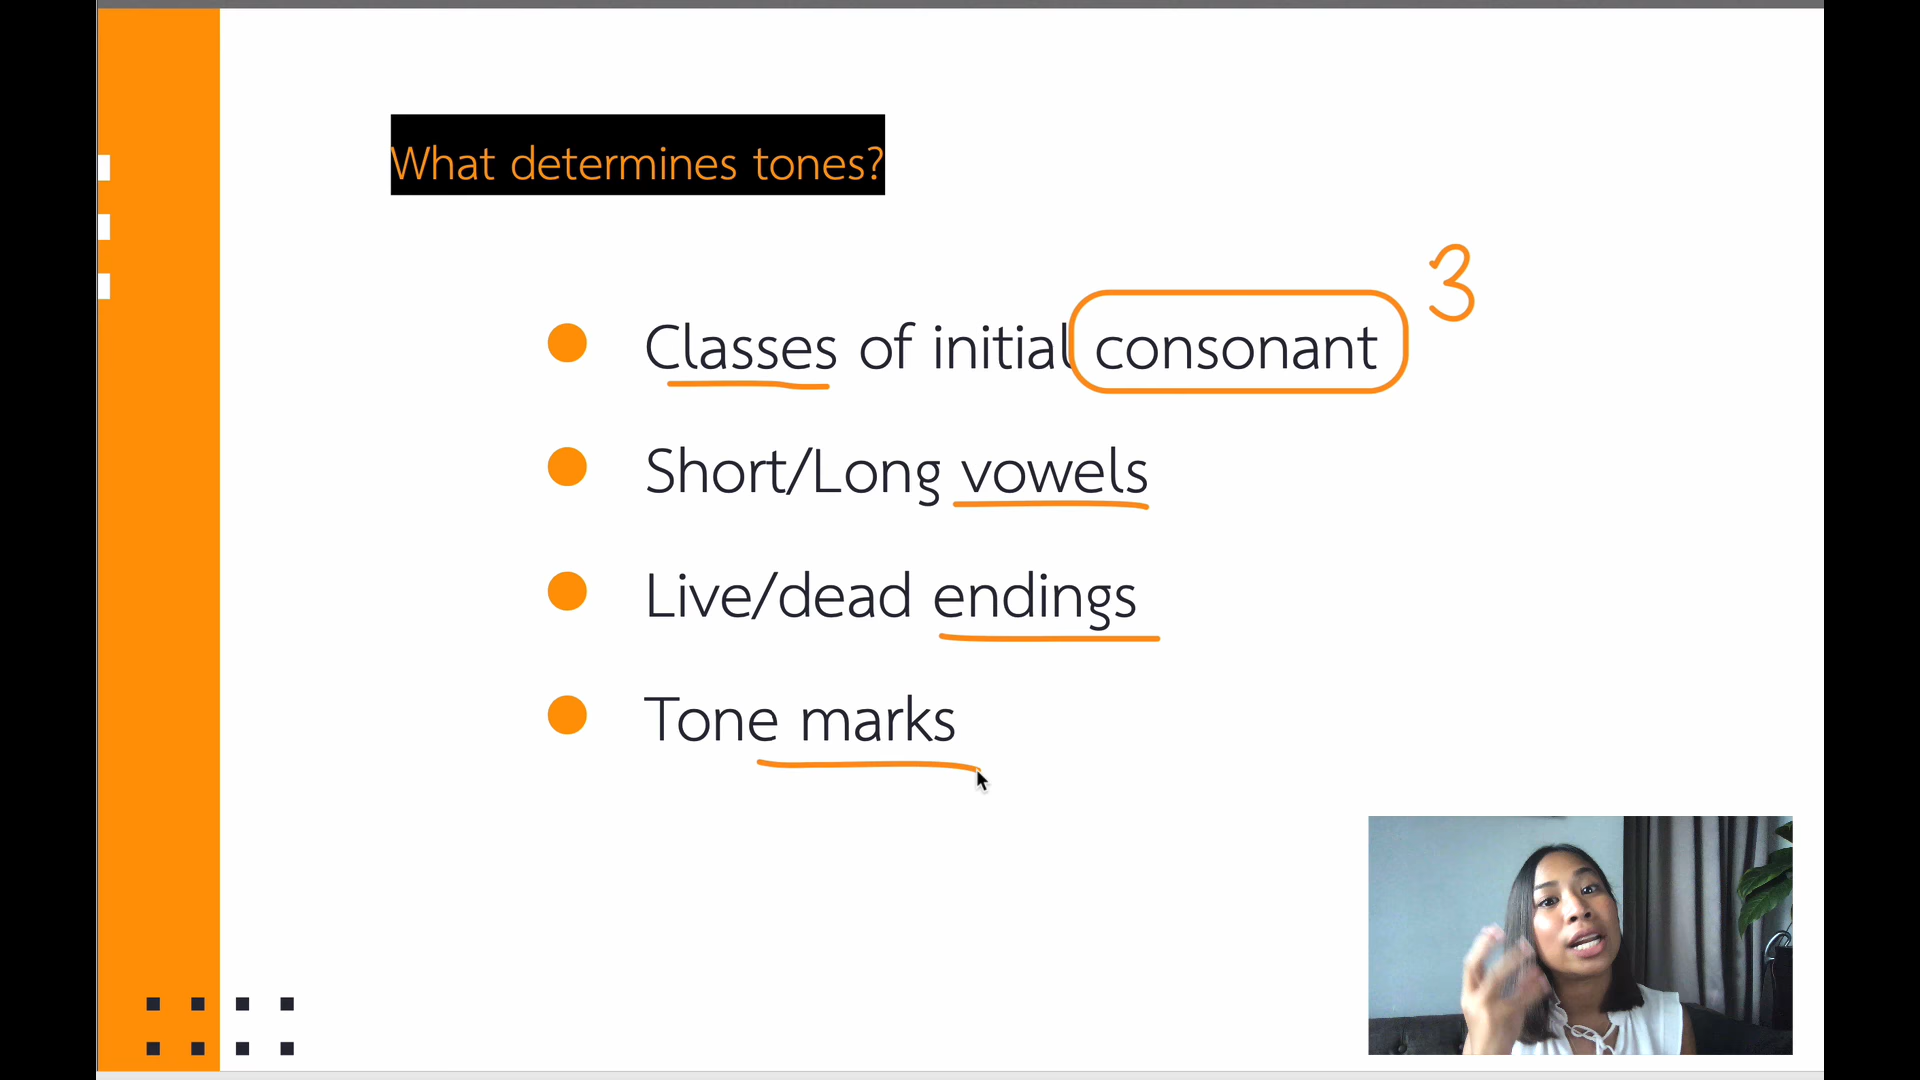 What determines tones?
3
Classes of initial consonant
Short/Long vowels
Live/dead endings
Tone marks